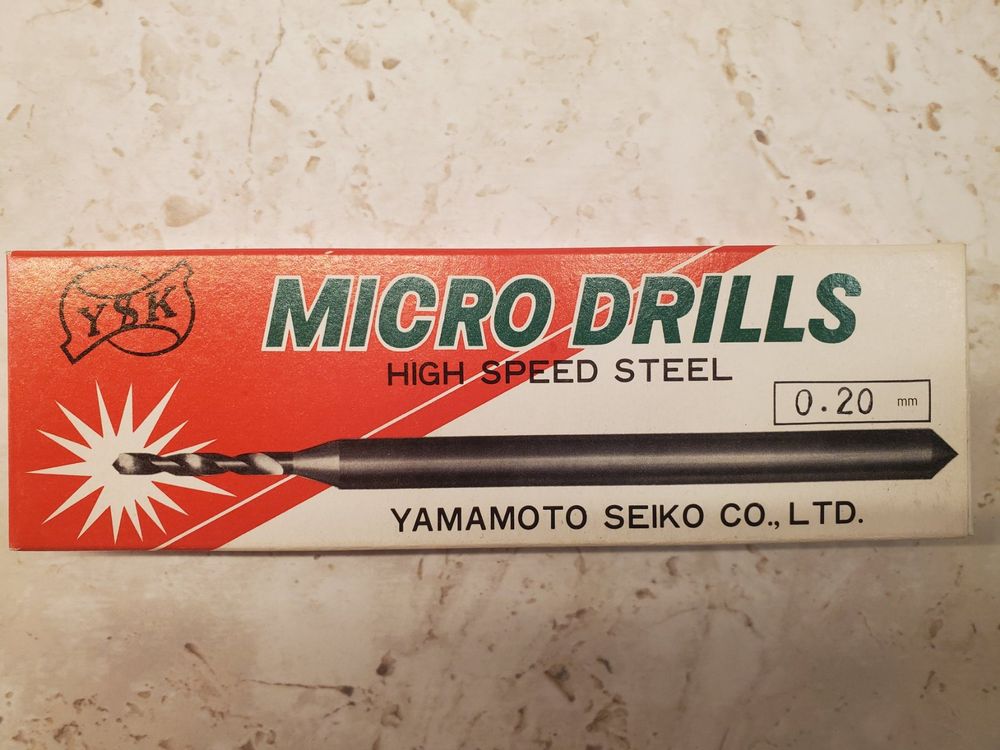 YSK
MICRO DRILLS
HIGH SPEED STEEL
0.20 mm
YAMAMOTO SEIKO CO., LTD.